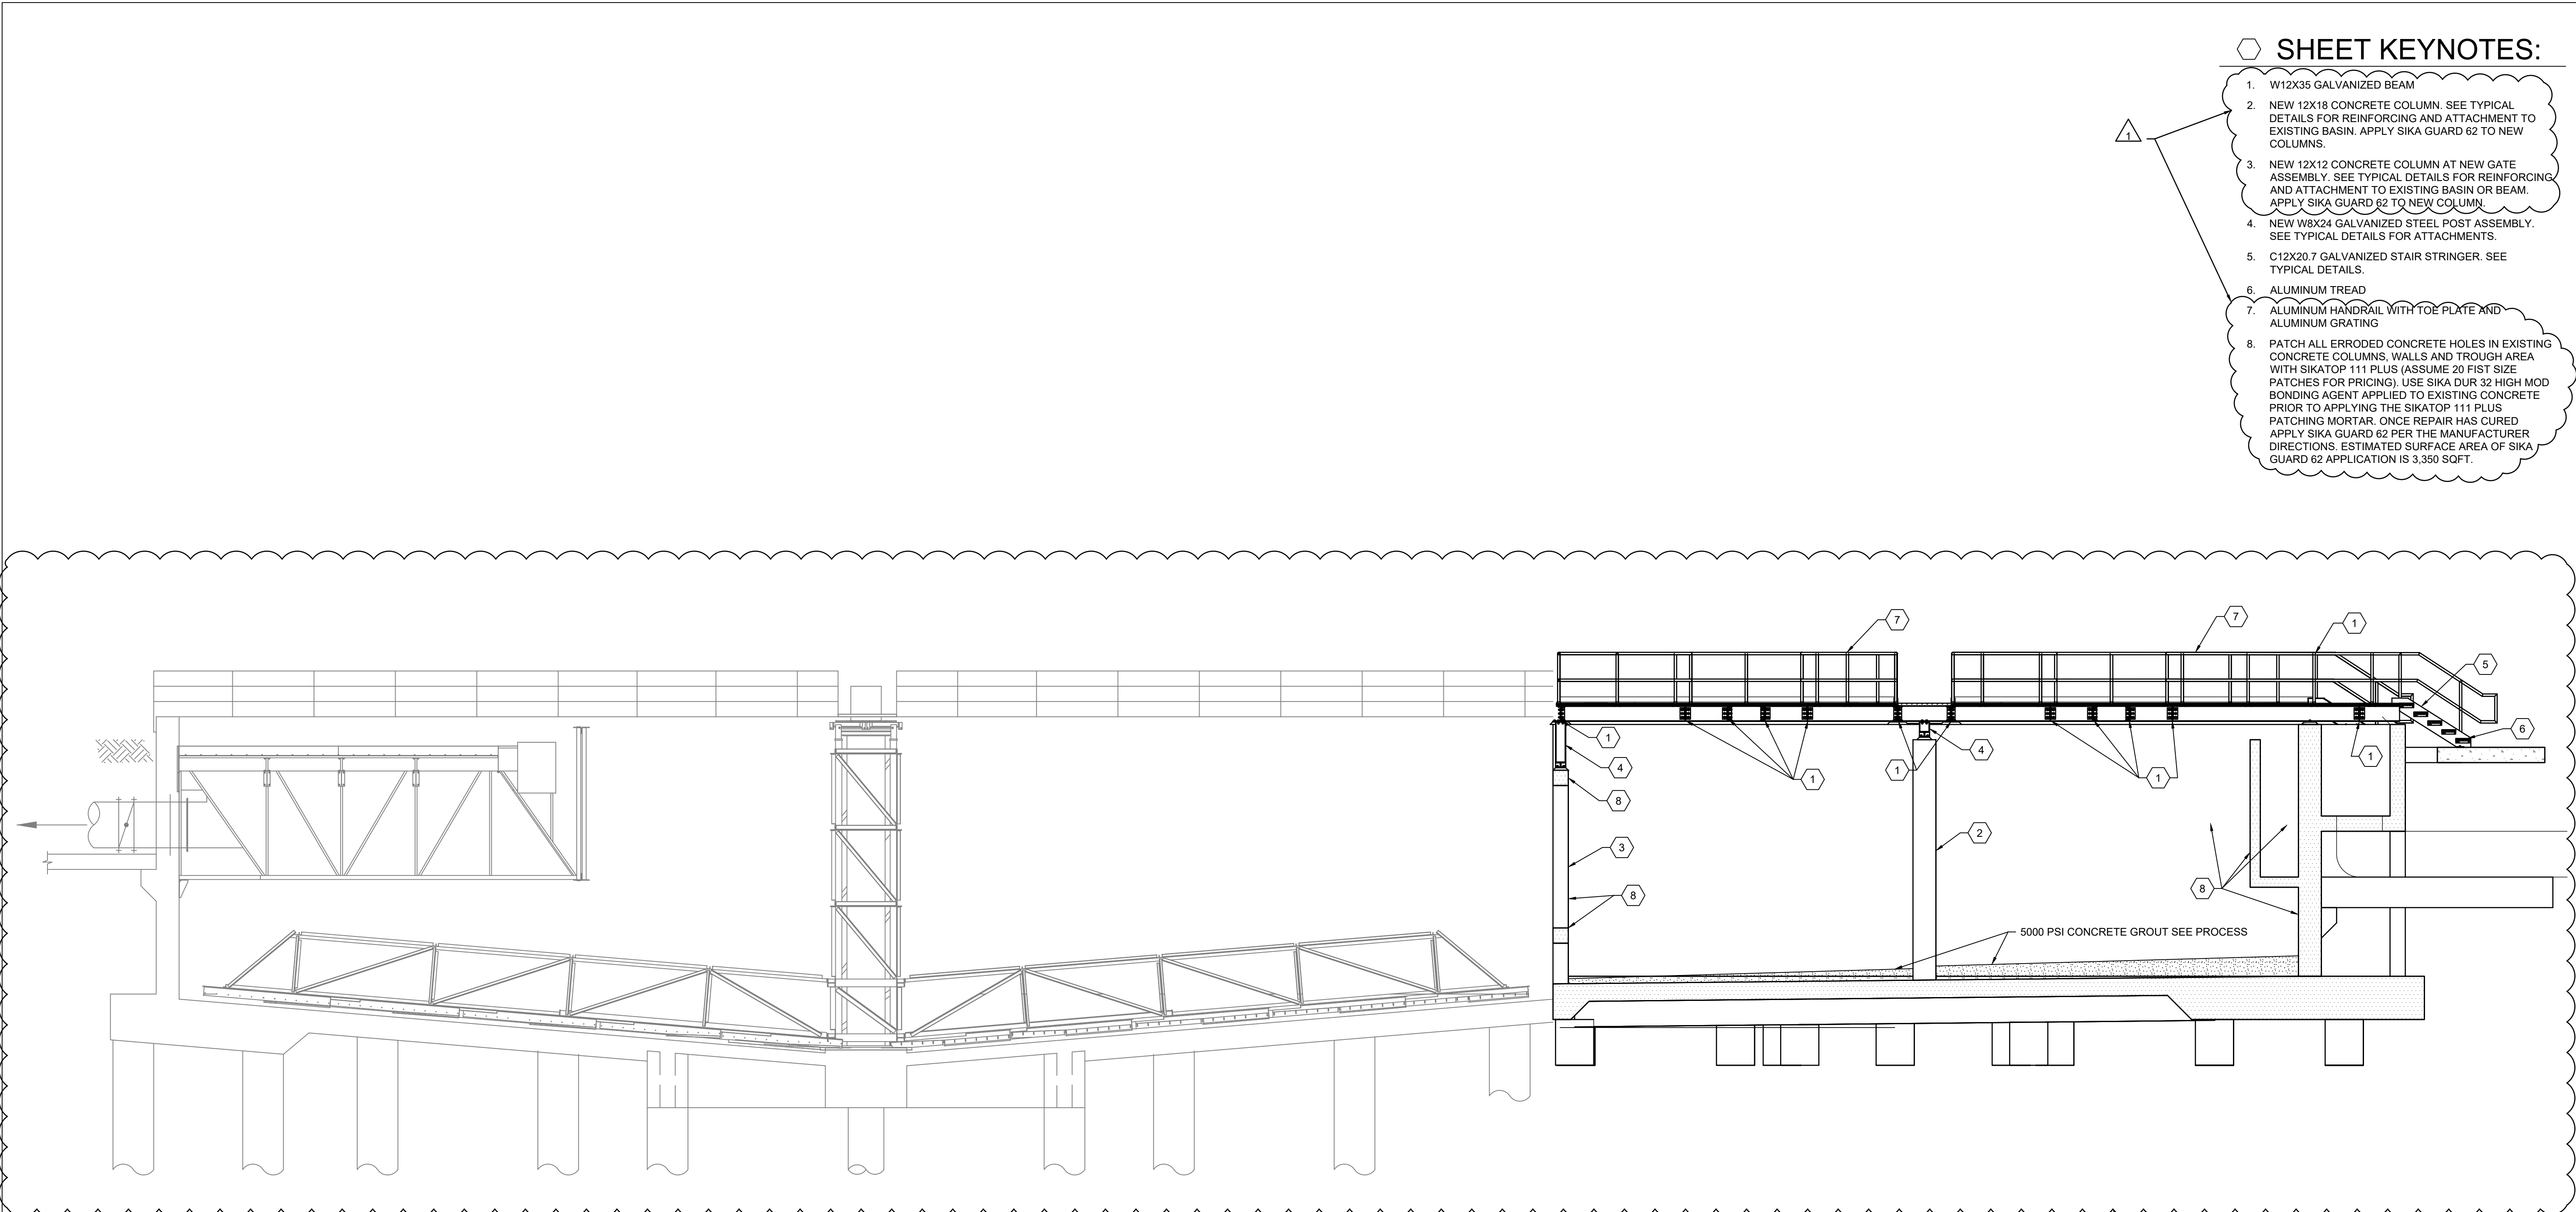 SHEET KEYNOTES:
1. W12X35 GALVANIZED BEAM
2. NEW 12X18 CONCRETE COLUMN. SEE TYPICAL
DETAILS FOR REINFORCING AND ATTACHMENT TO
EXISTING BASIN. APPLY SIKA GUARD 62 TO NEW
COLUMNS.
3. NEW 12X12 CONCRETE COLUMN AT NEW GATE
ASSEMBLY. SEE TYPICAL DETAILS FOR REINFORCING
AND ATTACHMENT TO EXISTING BASIN OR BEAM.
APPLY SIKA GUARD 62 TO NEW COLUMN.
4. NEW W8X24 GALVANIZED STEEL POST ASSEMBLY.
SEE TYPICAL DETAILS FOR ATTACHMENTS.
5. C12X20.7 GALVANIZED STAIR STRINGER. SEE
TYPICAL DETAILS.
6. ALUMINUM TREAD
7. ALUMINUM HANDRAIL WITH TOE PLATE AND
ALUMINUM GRATING
8. PATCH ALL ERRODED CONCRETE HOLES IN EXISTING
CONCRETE COLUMNS, WALLS AND TROUGH AREA
WITH SIKATOP 111 PLUS (ASSUME 20 FIST SIZE
PATCHES FOR PRICING). USE SIKA DUR 32 HIGH MOD
BONDING AGENT APPLIED TO EXISTING CONCRETE
PRIOR TO APPLYING THE SIKATOP 111 PLUS
PATCHING MORTAR. ONCE REPAIR HAS CURED
APPLY SIKA GUARD 62 PER THE MANUFACTURER
DIRECTIONS. ESTIMATED SURFACE AREA OF SIKA
GUARD 62 APPLICATION IS 3,350 SQFT.
1
7
7
1
5
6
1
4
4
1
1
1
1
8
2
3
8
8
5000 PSI CONCRETE GROUT SEE PROCESS